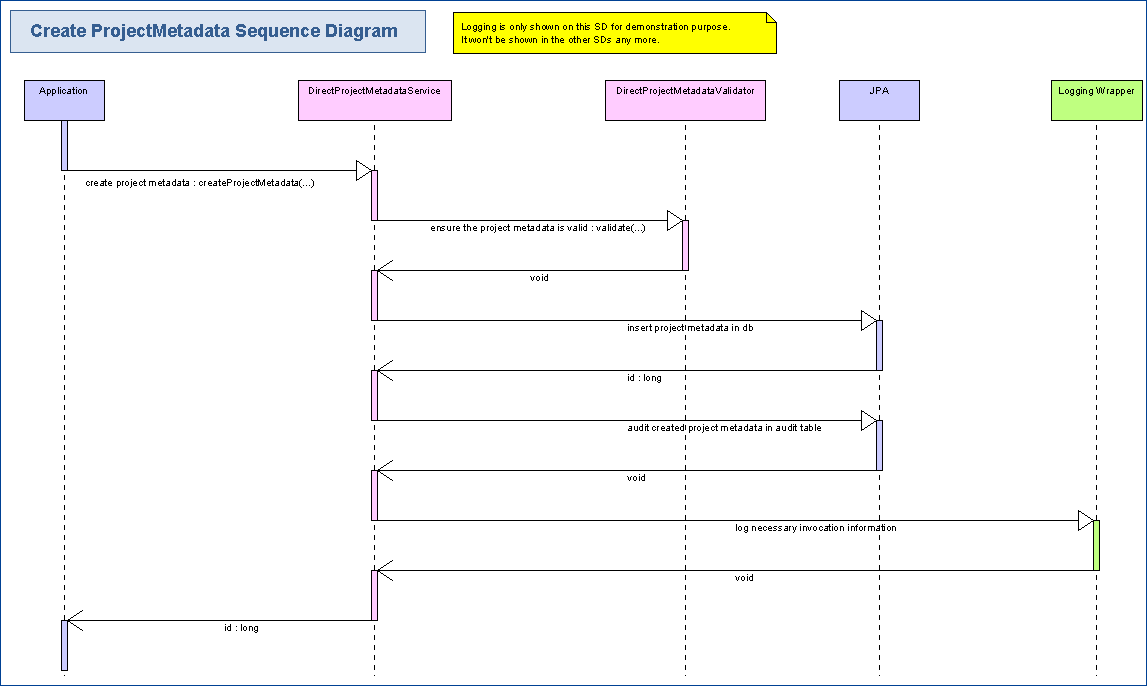 Create ProjectMetadata Sequence Diagram
Logging is only shown on this SD for demonstration purpose.
It won't be shown in the other SDs any more.
Application
DirectProjectMetadataService
DirectProjectMetadataValidator
JPA
Logging Wrapper
create project metadata : createProjectMetadata(...)
ensure the project metadata is valid : validate(...)
void
insert project metadata in db
id : long
audit created project metadata in audit table
void
log necessary invocation information
void
id : long